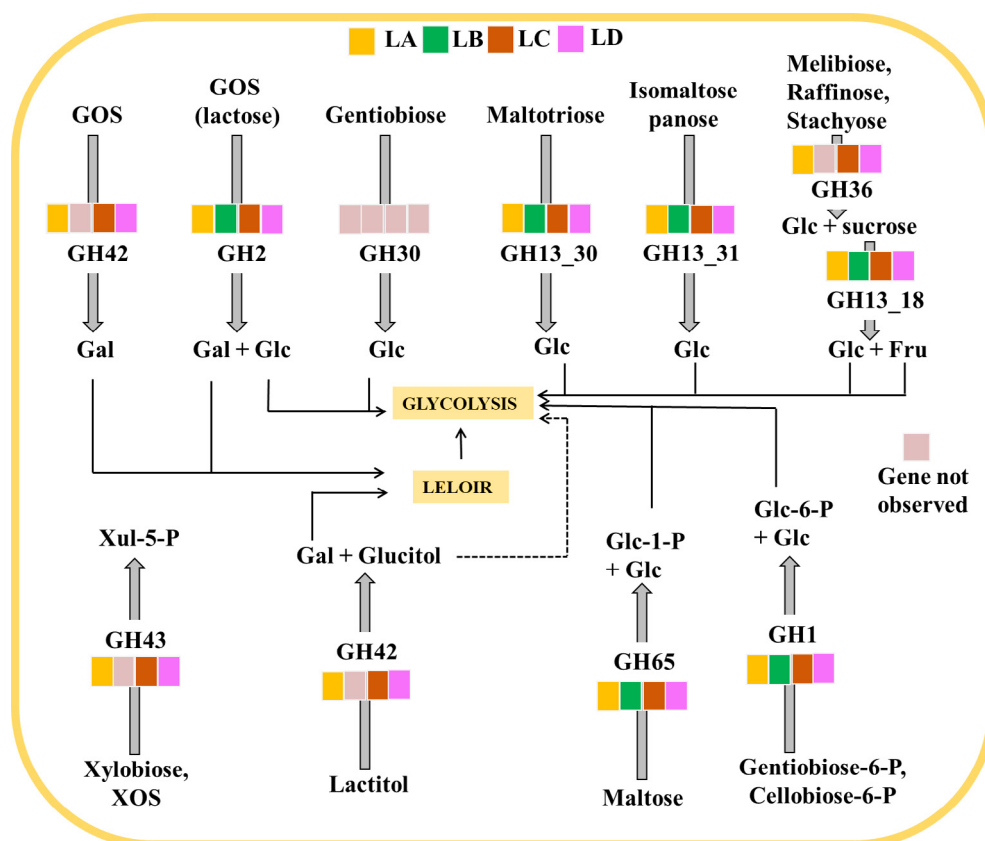 LA LB LC LD
GOS
GOS
(lactose)
Gentiobiose
Maltotriose
Isomaltose
panose
Melibiose,
Raffinose,
Stachyose
GH36
Glc + sucrose
GH42
GH2
GH30
GH13_30
GH13_31
GH13_18
Gal
Gal + Glc
Glc
Glc
Glc
Glc + Fru
GLYCOLYSIS
LELOIR
Gene not
observed
Xul-5-P
Gal + Glucitol
Glc-1-P
+ Glc
Glc-6-P
+ Glc
GH43
GH42
GH65
GH1
Xylobiose,
XOS
Lactitol
Maltose
Gentiobiose-6-P,
Cellobiose-6-P